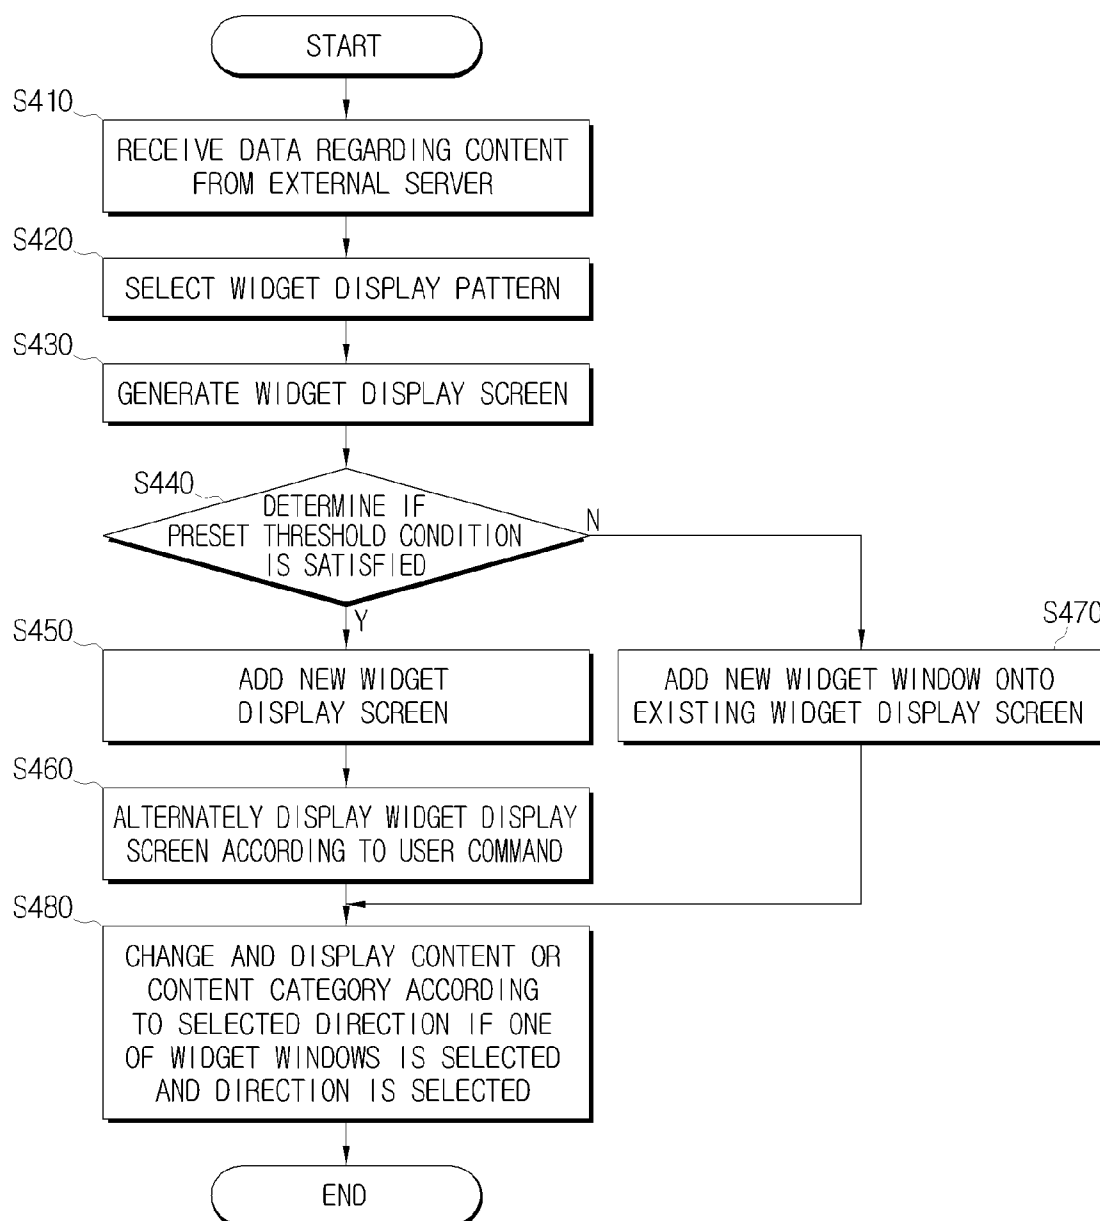 START
S410
RECEIVE DATA REGARDING CONTENT
FROM EXTERNAL SERVER
S420
SELECT WIDGET DISPLAY PATTERN
S430
GENERATE WIDGET DISPLAY SCREEN
S440
DETERMINE IF
PRESET THRESHOLD CONDITION
IS SATISFIED
N
Y
S450
ADD NEW WIDGET
DISPLAY SCREEN
S470
ADD NEW WIDGET WINDOW ONTO
EXISTING WIDGET DISPLAY SCREEN
S460
ALTERNATELY DISPLAY WIDGET DISPLAY
SCREEN ACCORDING TO USER COMMAND
S480
CHANGE AND DISPLAY CONTENT OR
CONTENT CATEGORY ACCORDING
TO SELECTED DIRECTION IF ONE
OF WIDGET WINDOWS IS SELECTED
AND DIRECTION IS SELECTED
END